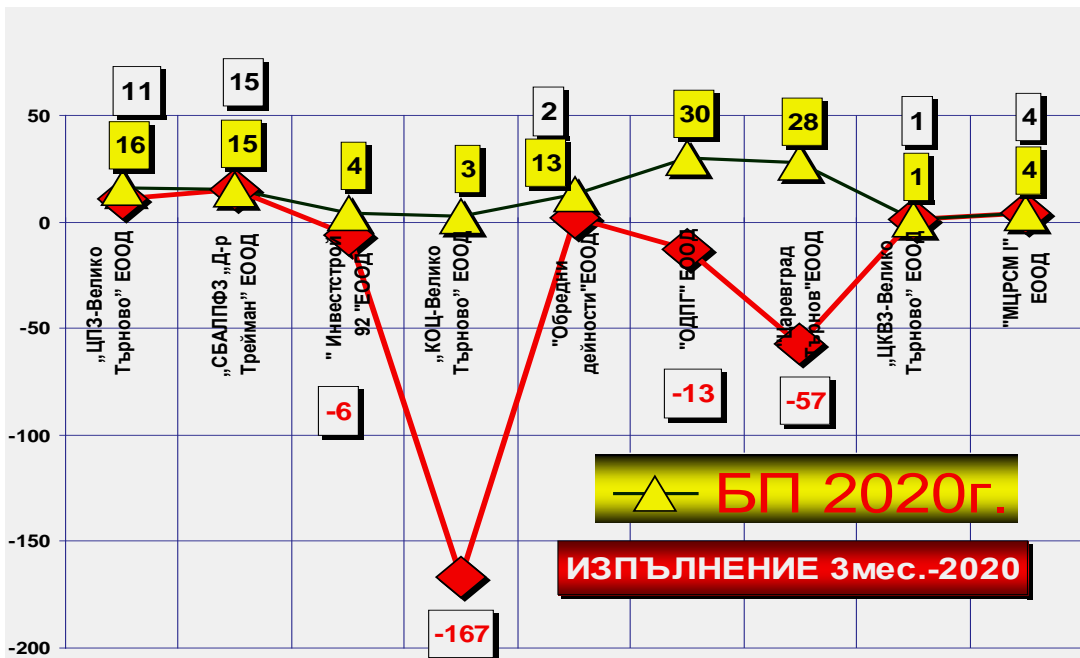 11
15
2
1
4
16
15
4
3
13
30
28
1
4
50
0
-50
-100
-150
-200
„ЦПЗ-Велико
Търново” ЕООД
„СБАЛПФЗ „Д-р
Трейман” ЕООД
" Инвестстрой
92 "ЕООД
„КОЦ-Велико
Търново” ЕООД
"Обредни
дейности"ЕООД
"ОДПГ" ЕООД
"Царевград
Търнов"ЕООД
„ЦКВЗ-Велико
Търново” ЕООД
"МЦРСМ I"
ЕООД
-6
-167
-13
-57
БП 2020г.
ИЗПЪЛНЕНИЕ 3мес.-2020